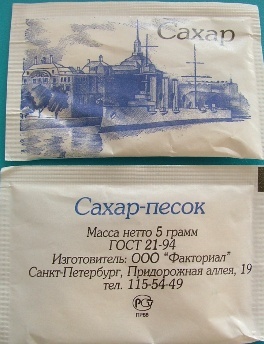 Сахар
Сахар-песок
Масса нетто 5 грамм
ГОСТ 21-94
Изготовитель: ООО "Факториал"
Санкт-Петербург, Придорожная аллея, 19
тел. 115-54-49
РСТ